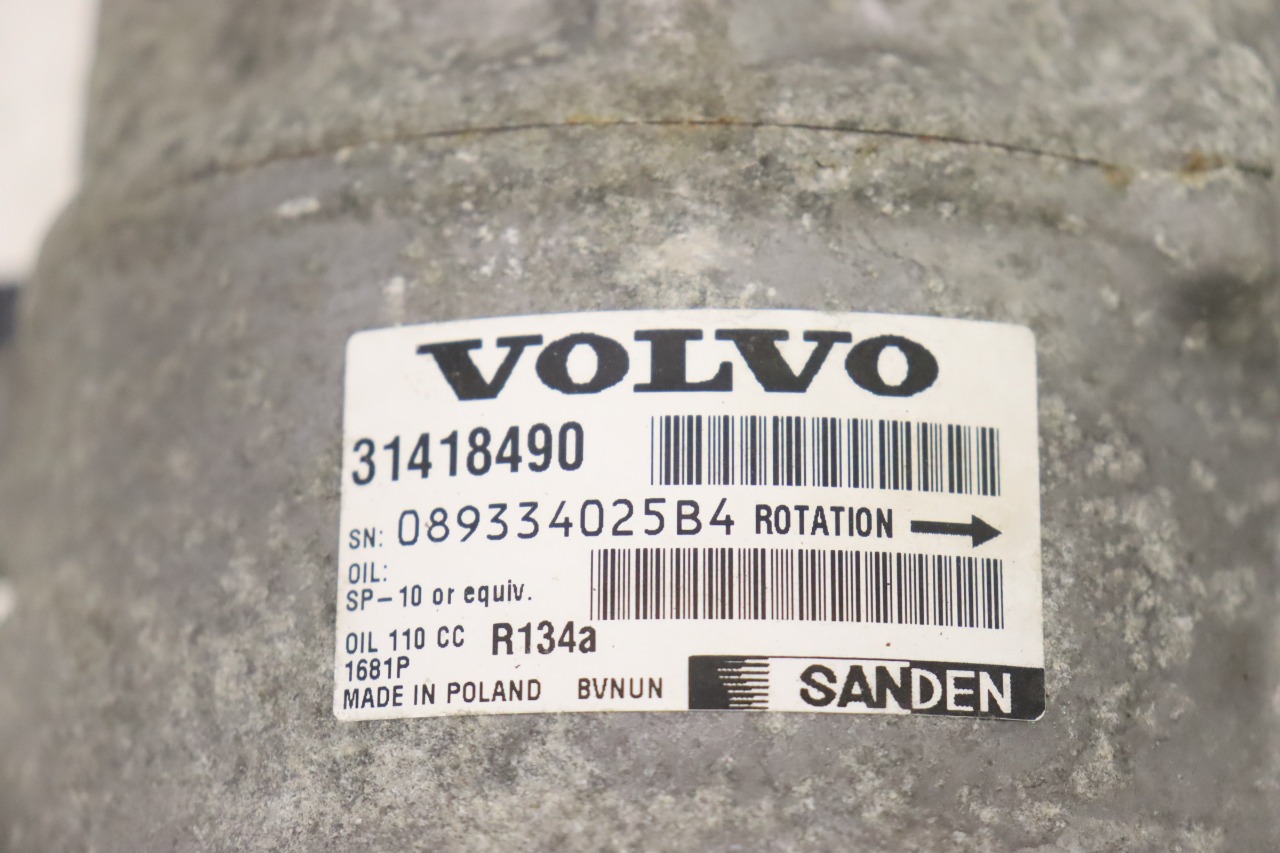 VOLVO
31418490
SN: 089334025B4 ROTATION
OIL:
SP-10 or equiv.
OIL 110 CC R134a
1681P
MADE IN POLAND BVNUN SANDEN